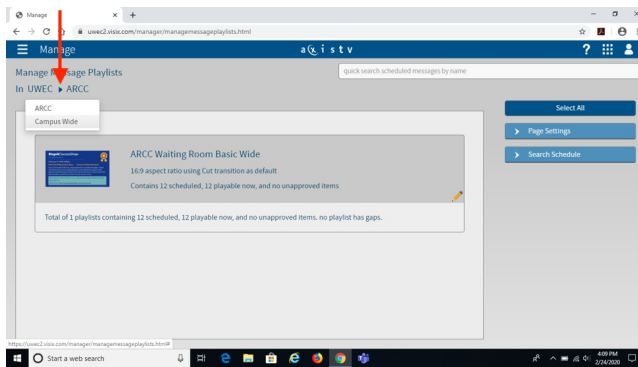 Manage
uwec2.visix.com/manager/managemessageplaylists.html
Manage
axistv
?
Manage Message Playlists
quick search scheduled messages by name
In UWEC ▸ ARCC
ARCC
Campus Wide
Select All
Page Settings
Search Schedule
ARCC Waiting Room Basic Wide
16:9 aspect ratio using Cut transition as default
Contains 12 scheduled, 12 playable now, and no unapproved items
Total of 1 playlists containing 12 scheduled, 12 playable now, and no unapproved items. no playlist has gaps.
https://uwec2.visix.com/manager/managemessageplaylists.html#
Start a web search
4:09 PM
2/24/2020